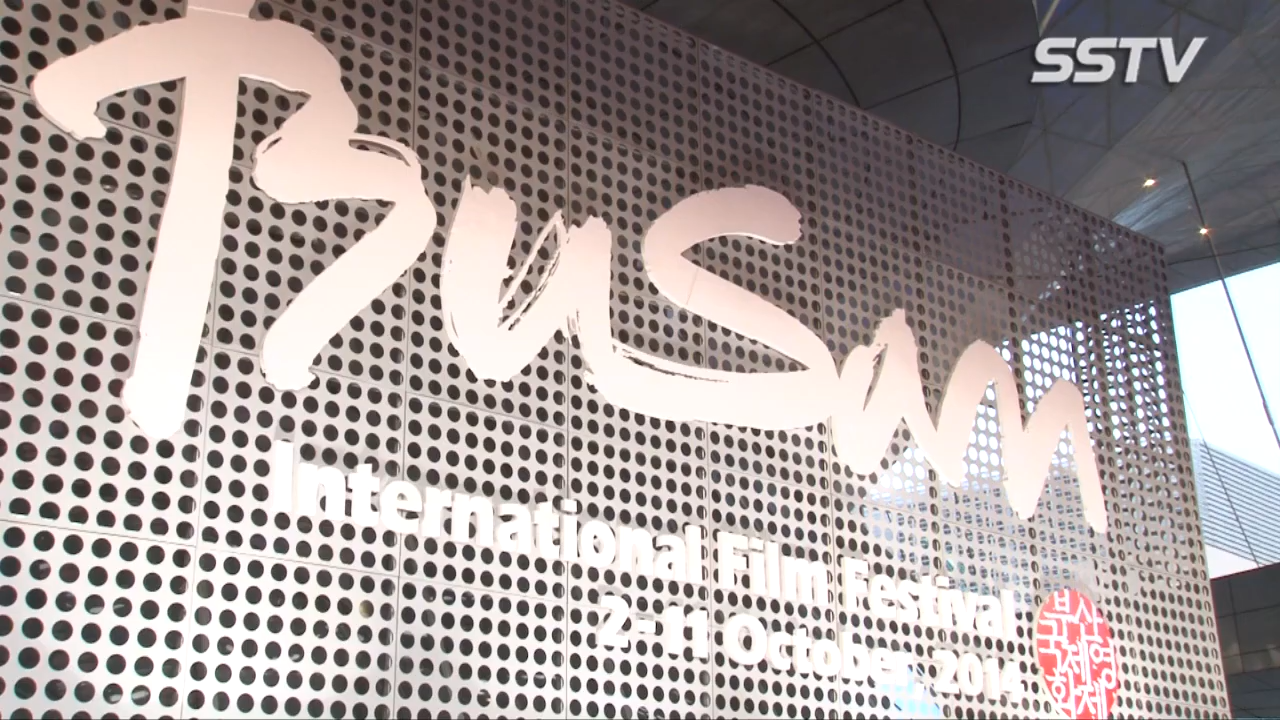 SSTV
Busan
International Film Festival
2-11 October, 2014
부산
국제영
화제